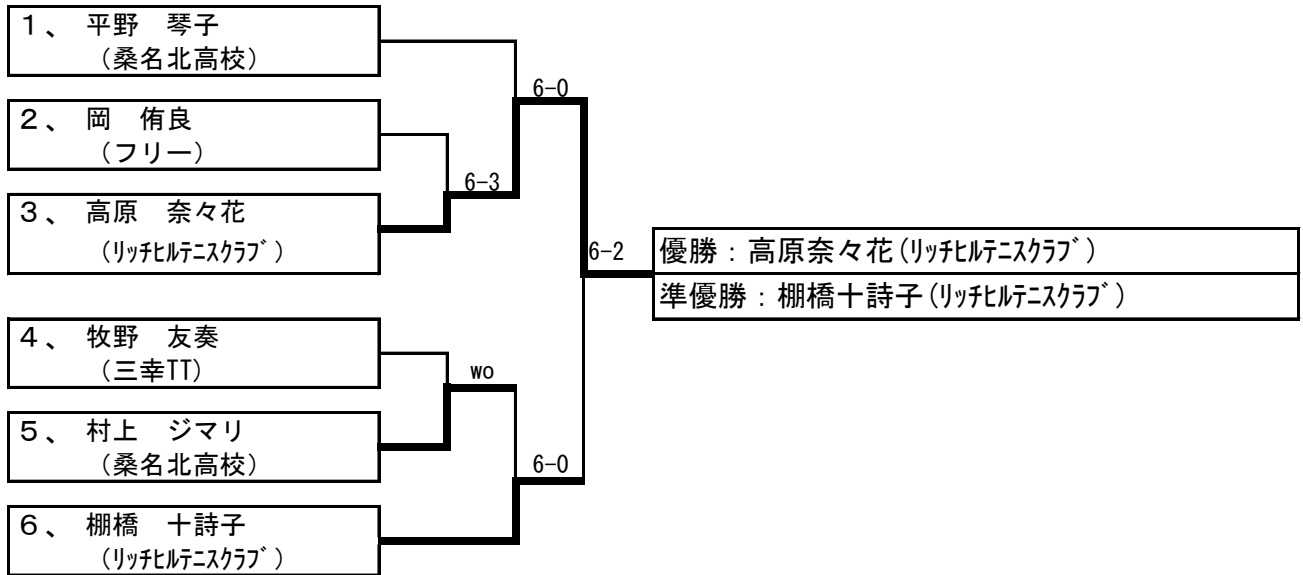 １、 平野　琴子
（桑名北高校）
6-0
２、 岡　侑良
（フリー）
6-3
３、 高原　奈々花
（ﾘｯﾁﾋﾙﾃﾆｽｸﾗﾌﾞ）
6-2
優勝：高原奈々花(ﾘｯﾁﾋﾙﾃﾆｽｸﾗﾌﾞ）
準優勝：棚橋十詩子(ﾘｯﾁﾋﾙﾃﾆｽｸﾗﾌﾞ）
４、 牧野　友奏
（三幸TT）
wo
５、 村上　ジマリ
（桑名北高校）
6-0
６、 棚橋　十詩子
（ﾘｯﾁﾋﾙﾃﾆｽｸﾗﾌﾞ）